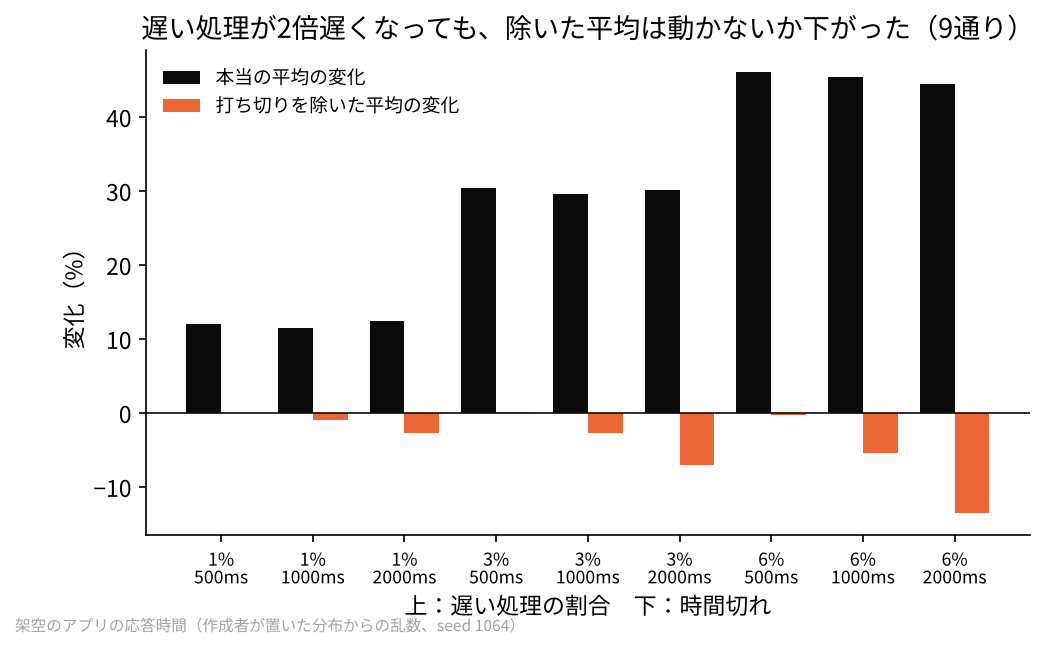 遅い処理が2倍遅くなっても、除いた平均は動かないか下がった（9通り）
本当の平均の変化
打ち切りを除いた平均の変化
変化（%）
40
30
20
10
0
−10
1% 1% 1% 3% 3% 3% 6% 6% 6%
500ms 1000ms 2000ms 500ms 1000ms 2000ms 500ms 1000ms 2000ms
上：遅い処理の割合　下：時間切れ
架空のアプリの応答時間（作成者が置いた分布からの乱数、seed 1064）